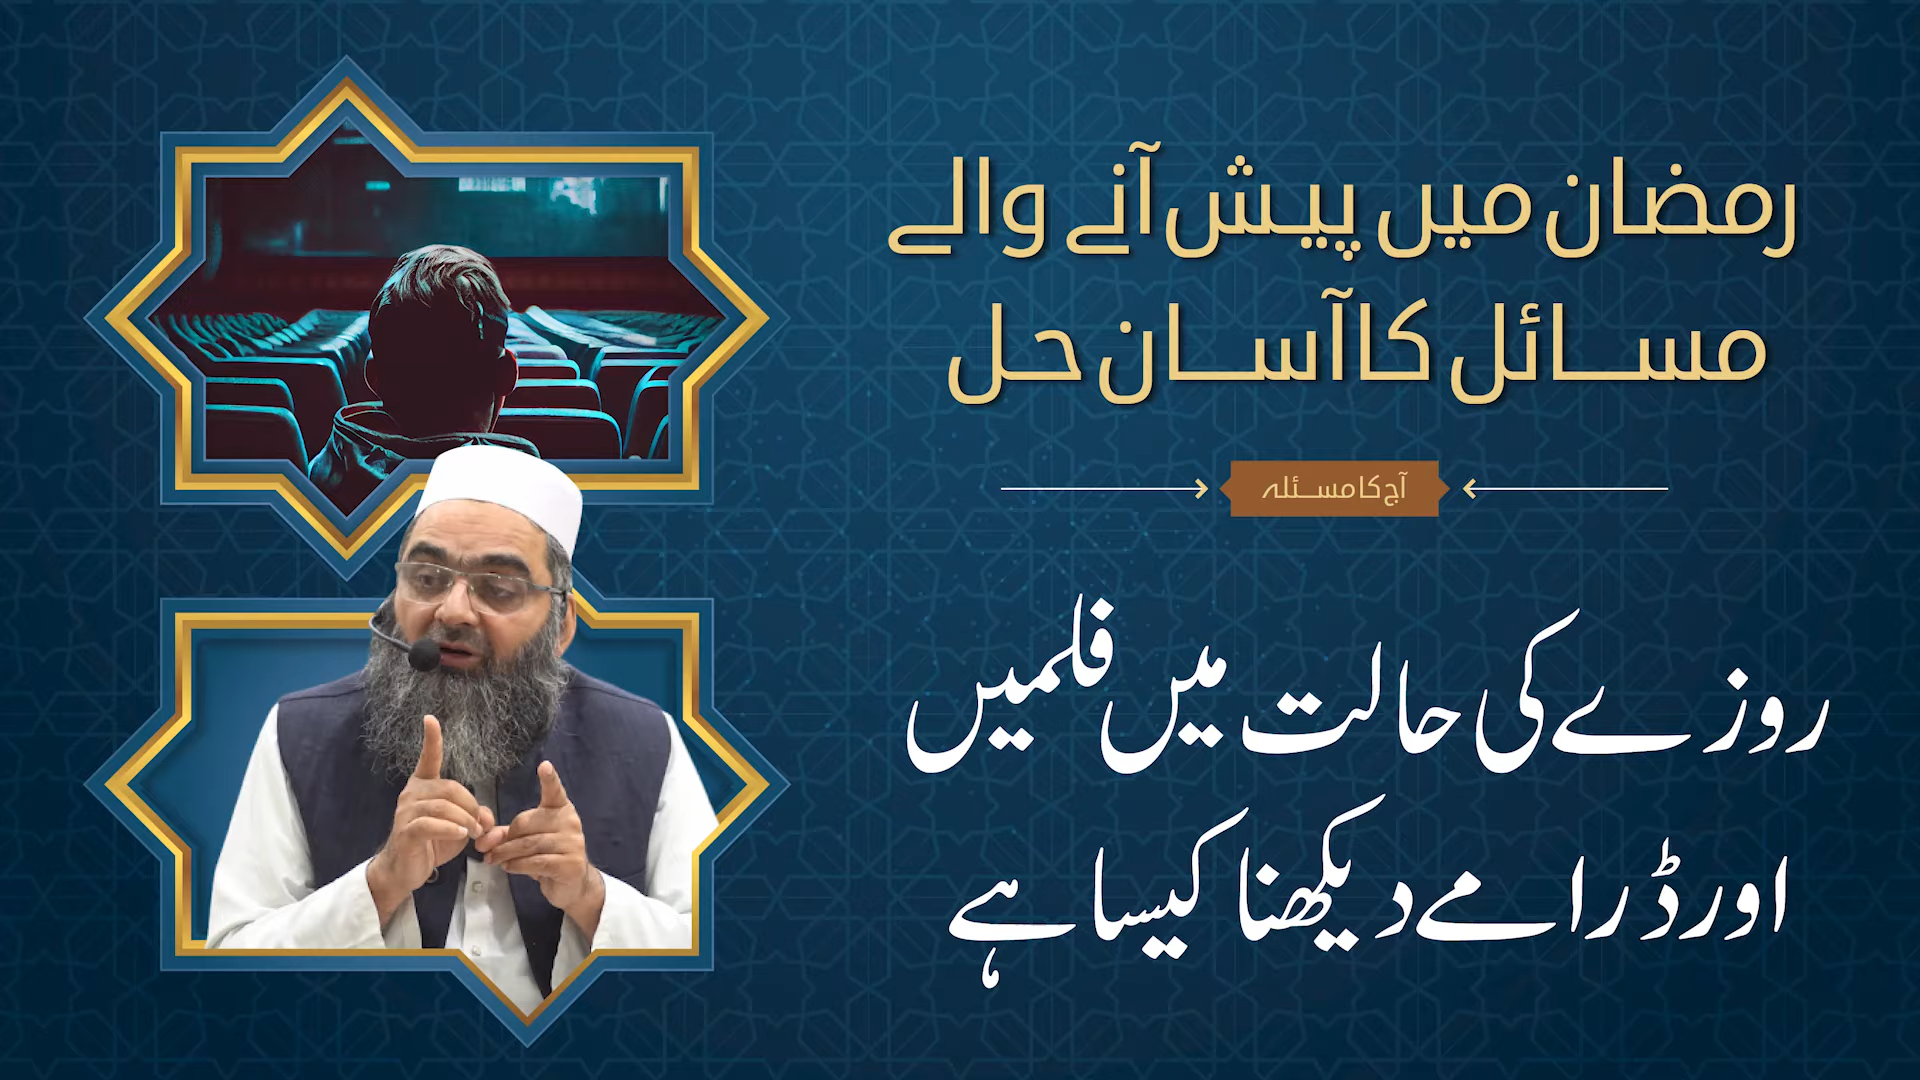 رمضان میں پیش آنے والے
مسائل کا آسان حل
آج کا مسئلہ
روزے کی حالت میں فلمیں
اور ڈرامے دیکھنا کیسا ہے